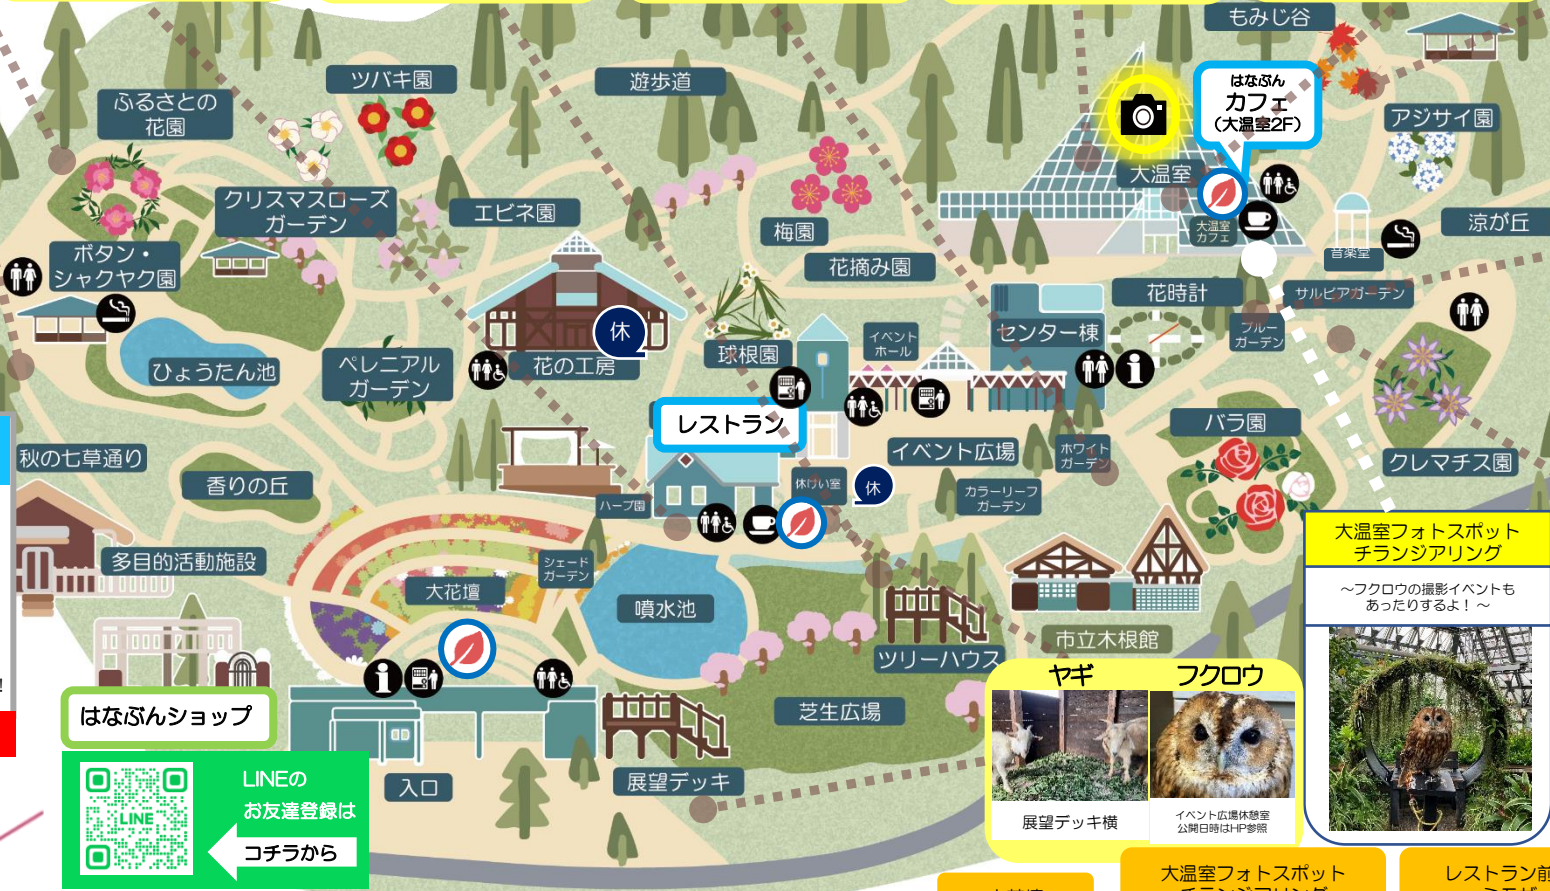 もみじ谷
ツバキ園
遊歩道
はなぶん
カフェ
(大温室2F)
ふるさとの
花園
アジサイ園
大温室
クリスマスローズ
ガーデン
エビネ園
梅園
大温室
カフェ
涼が丘
音楽堂
ボタン・
シャクヤク園
花摘み園
花時計
サルビアガーデン
センター棟
イベント
ホール
ブルー
ガーデン
休
球根園
花の工房
ひょうたん池
ペレニアル
ガーデン
レストラン
バラ園
イベント広場
ホワイト
ガーデン
クレマチス園
秋の七草通り
香りの丘
休けい室
休
カラーリーフ
ガーデン
ハーブ園
大温室フォトスポット
チランジアリング
多目的活動施設
シェード
ガーデン
大花壇
噴水池
~フクロウの撮影イベントも
あったりするよ!~
市立木根館
ツリーハウス
ヤギ
フクロウ
!
はなぶんショップ
芝生広場
入口
展望デッキ
LINEの
お友達登録は
コチラから
LINE
展望デッキ横
イベント広場休憩室
公開日時はHP参照
大温室フォトスポット
レストラン前